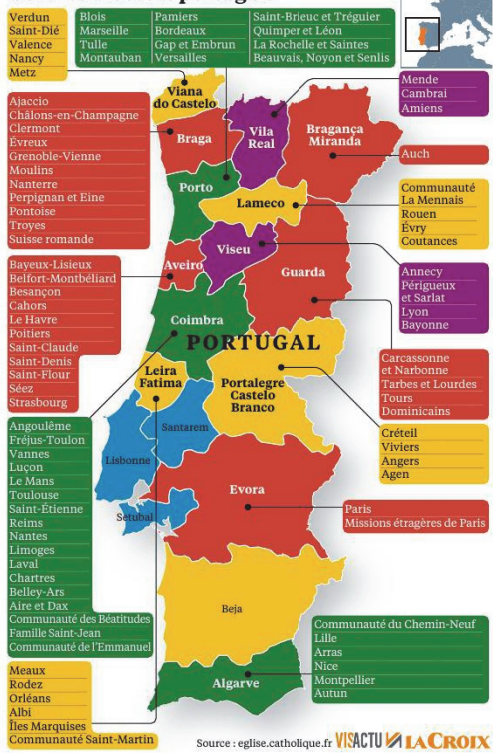 Verdun
Saint-Dié
Valence
Nancy
Metz
Blois
Marseille
Tulle
Montauban
Pamiers
Bordeaux
Gap et Embrun
Versailles
Saint-Brieuc et Tréguier
Quimper et Léon
La Rochelle et Saintes
Beauvais, Noyon et Senlis
Viana
do Castelo
Braga
Vila
Real
Bragança
Miranda
Mende
Cambrai
Amiens
Ajaccio
Châlons-en-Champagne
Clermont
Évreux
Grenoble-Vienne
Moulins
Nanterre
Perpignan et Eine
Pontoise
Troyes
Suisse romande
Auch
Porto
Lameco
Communauté
La Mennais
Rouen
Évry
Coutances
Viseu
Aveiro
Guarda
Annecy
Périgueux
et Sarlat
Lyon
Bayonne
Bayeux-Lisieux
Belfort-Montbéliard
Besançon
Cahors
Le Havre
Poitiers
Saint-Claude
Saint-Denis
Saint-Flour
Séez
Strasbourg
Coimbra
PORTUGAL
Carcassonne
et Narbonne
Tarbes et Lourdes
Tours
Dominicains
Leira
Fatima
Portalegre
Castelo
Branco
Créteil
Viviers
Angers
Agen
Angoulême
Fréjus-Toulon
Vannes
Luçon
Le Mans
Toulouse
Saint-Étienne
Reims
Nantes
Limoges
Laval
Chartres
Belley-Ars
Aire et Dax
Communauté des Béatitudes
Famille Saint-Jean
Communauté de l'Emmanuel
Santarem
Lisbonne
Setubal
Evora
Paris
Missions étragères de Paris
Beja
Communauté du Chemin-Neuf
Lille
Arras
Nice
Montpellier
Autun
Algarve
Meaux
Rodez
Orléans
Albi
Îles Marquises
Communauté Saint-Martin
Source : eglise.catholique.fr VISACTU LA CROIX